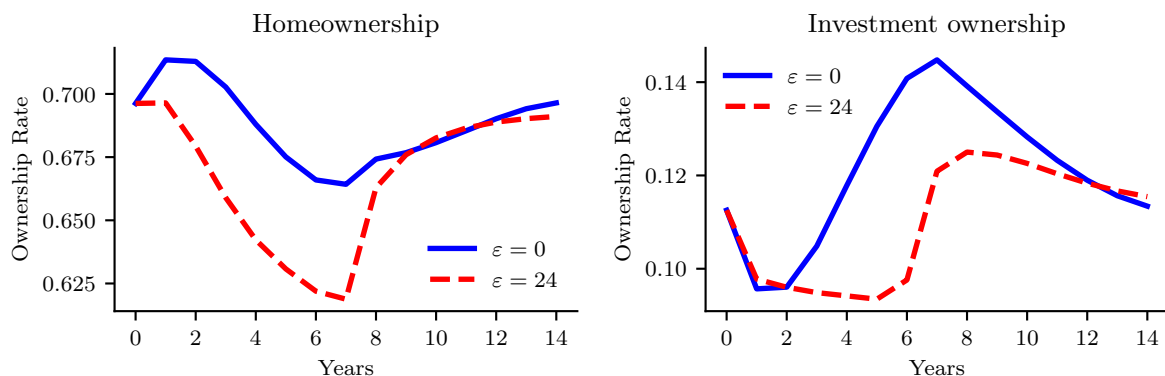 Homeownership
Ownership Rate
0.700
0.675
0.650
0.625
ε = 0
ε = 24
0 2 4 6 8 10 12 14
Years
Investment ownership
Ownership Rate
0.14
0.12
0.10
ε = 0
ε = 24
0 2 4 6 8 10 12 14
Years